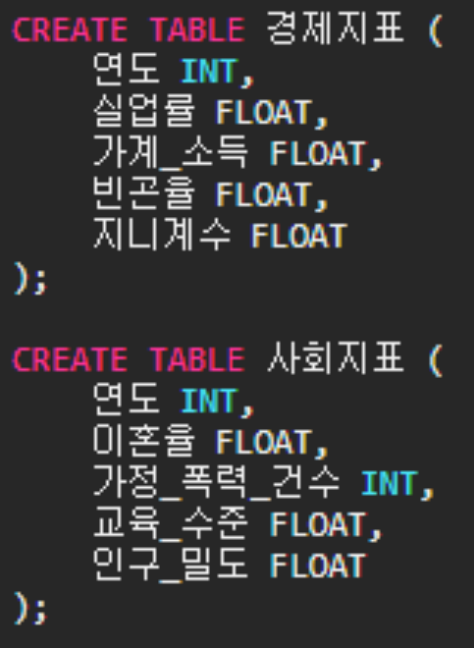 CREATE TABLE 경제지표 (
    연도 INT,
    실업률 FLOAT,
    가계_소득 FLOAT,
    빈곤율 FLOAT,
    지니계수 FLOAT
);

CREATE TABLE 사회지표 (
    연도 INT,
    이혼율 FLOAT,
    가정_폭력_건수 INT,
    교육_수준 FLOAT,
    인구_밀도 FLOAT
);